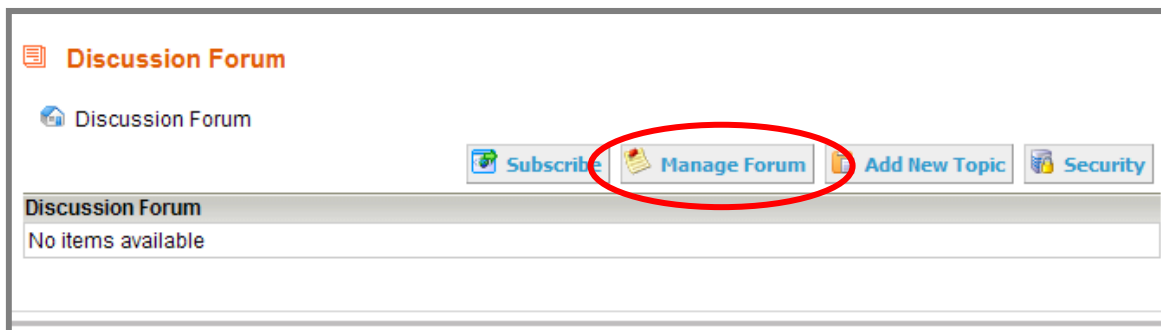 Discussion Forum
Discussion Forum
Subscribe Manage Forum Add New Topic Security
Discussion Forum
No items available